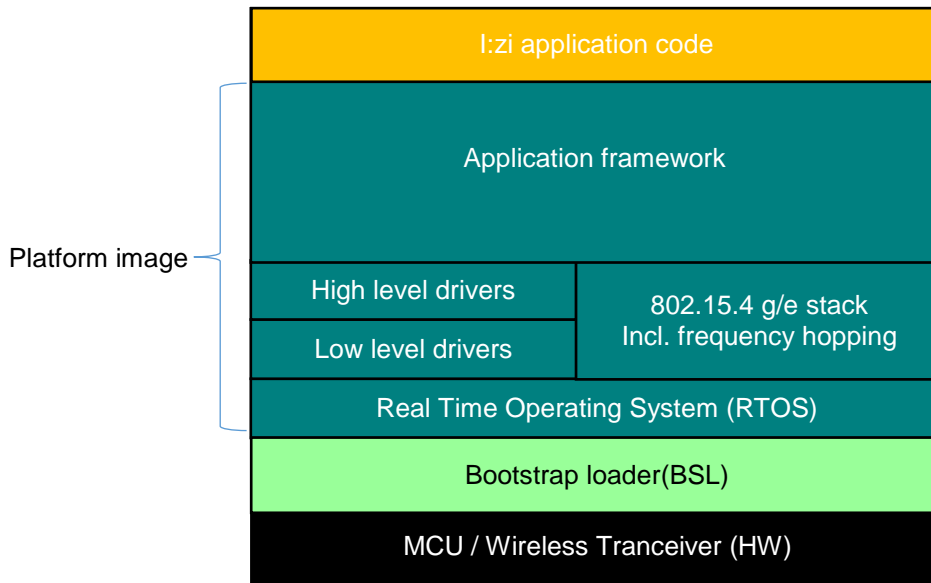 I:zi application code
Application framework
Platform image
High level drivers
802.15.4 g/e stack
Incl. frequency hopping
Low level drivers
Real Time Operating System (RTOS)
Bootstrap loader(BSL)
MCU / Wireless Tranceiver (HW)